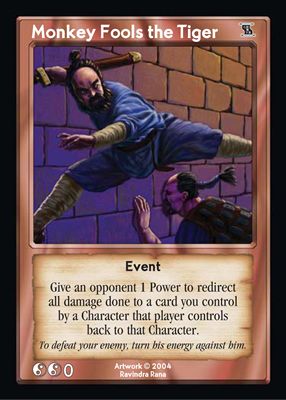 Monkey Fools the Tiger
Event
Give an opponent 1 Power to redirect
all damage done to a card you control
by a Character that player controls
back to that Character.
To defeat your enemy, turn his energy against him.
Artwork © 2004
Ravindra Rana
0